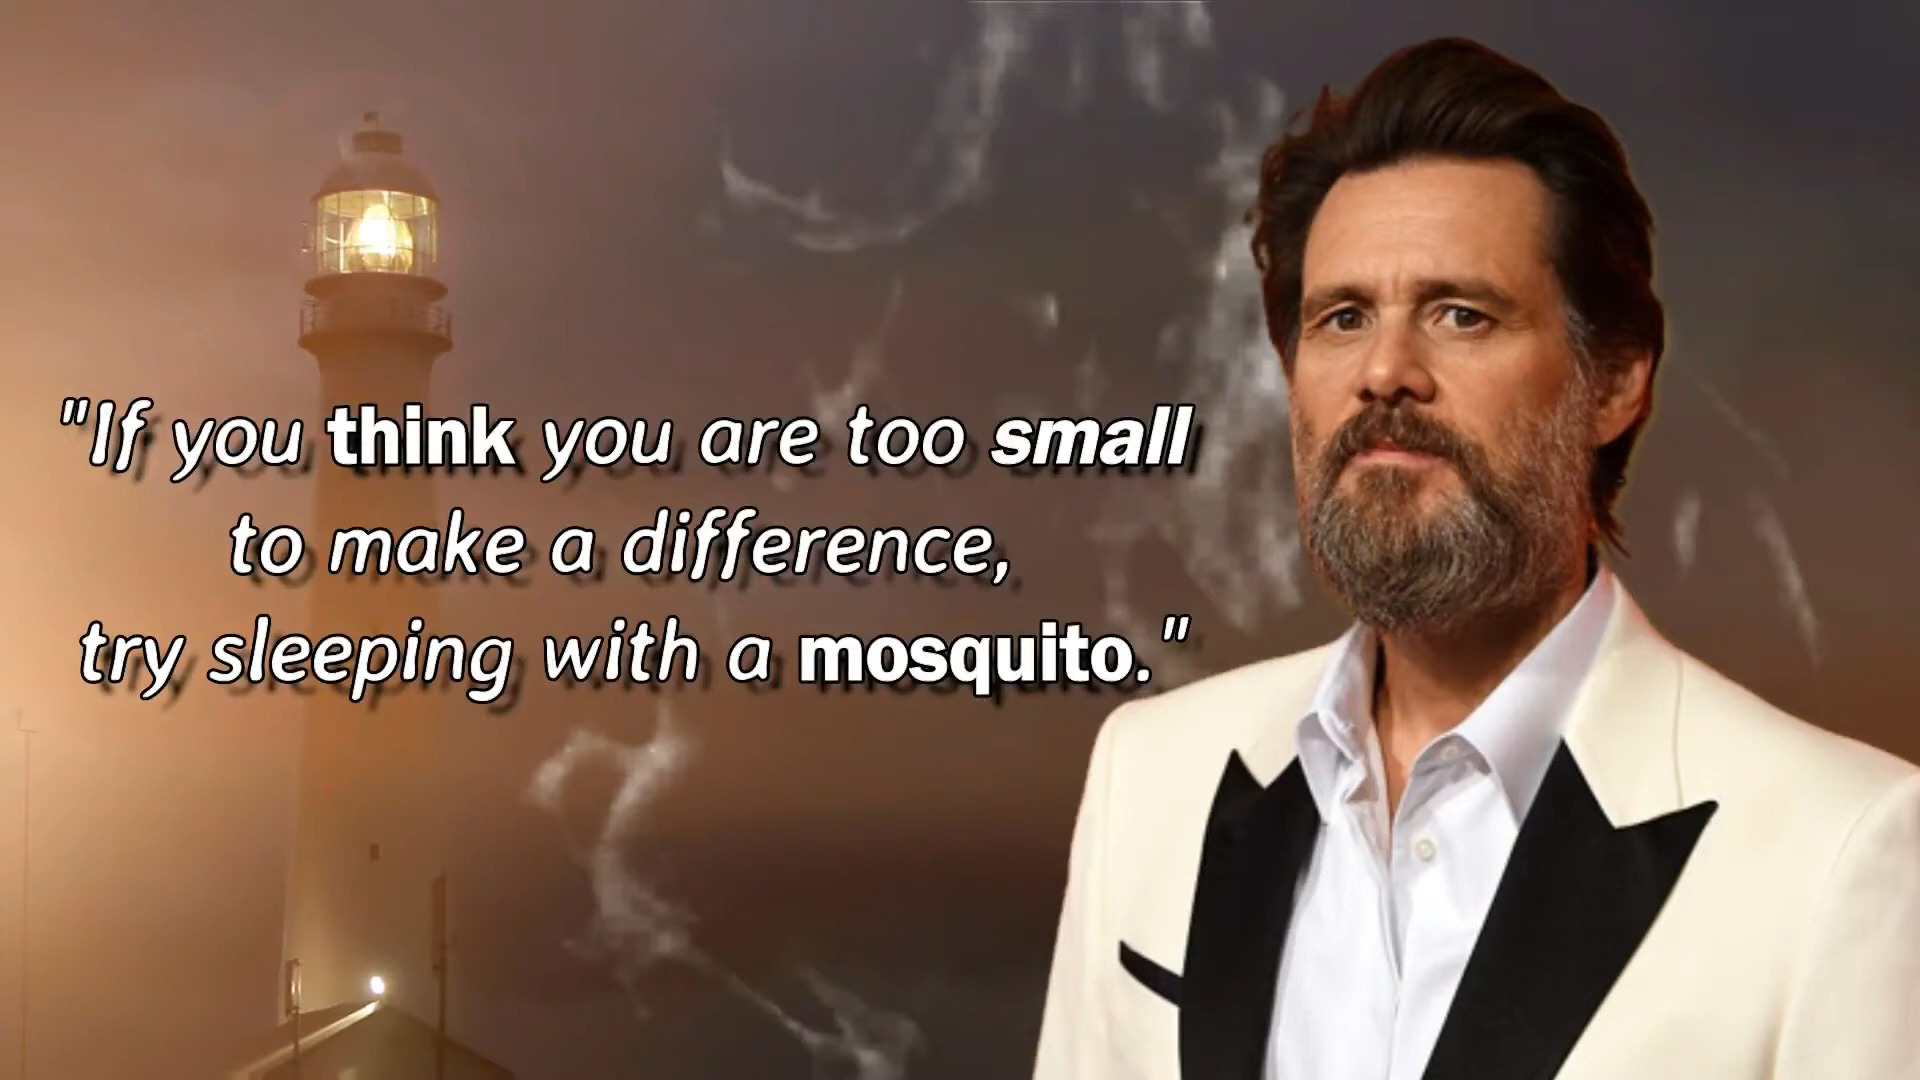 "If you think you are too small
to make a difference,
try sleeping with a mosquito."